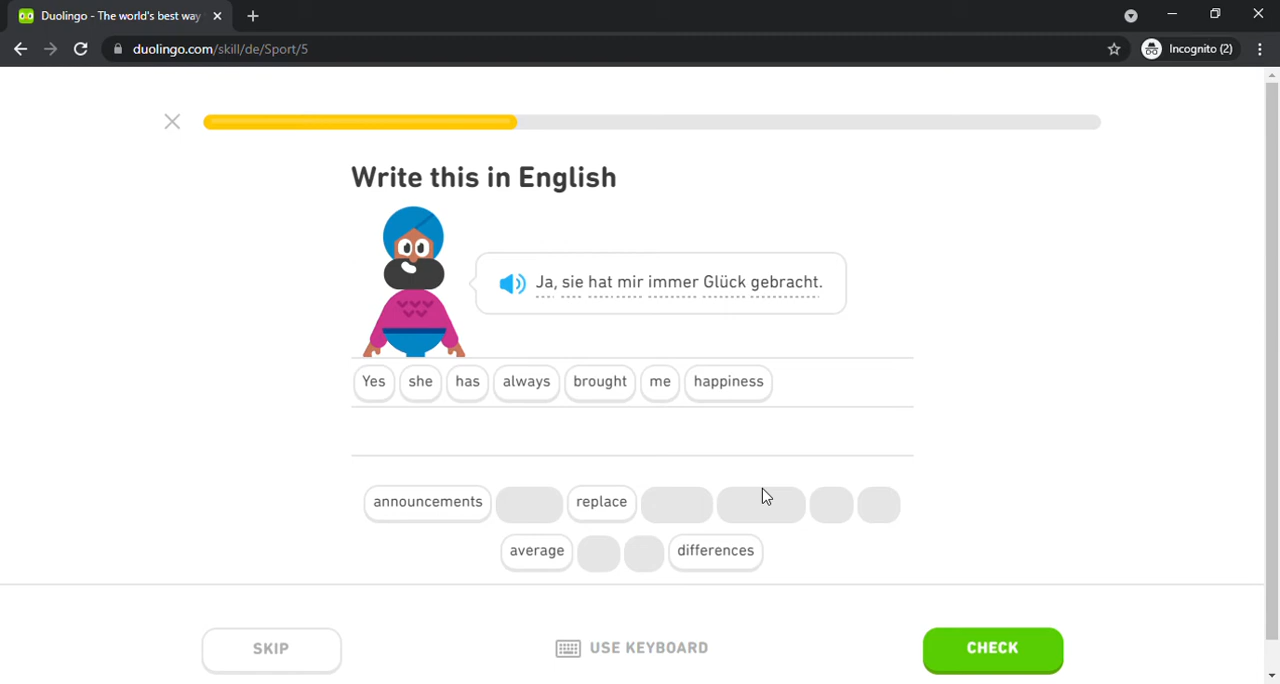 Duolingo - The world's best way
duolingo.com/skill/de/Sport/5
Incognito (2)
Write this in English
Ja, sie hat mir immer Glück gebracht.
Yes she has always brought me happiness
announcements replace
average differences
SKIP USE KEYBOARD CHECK